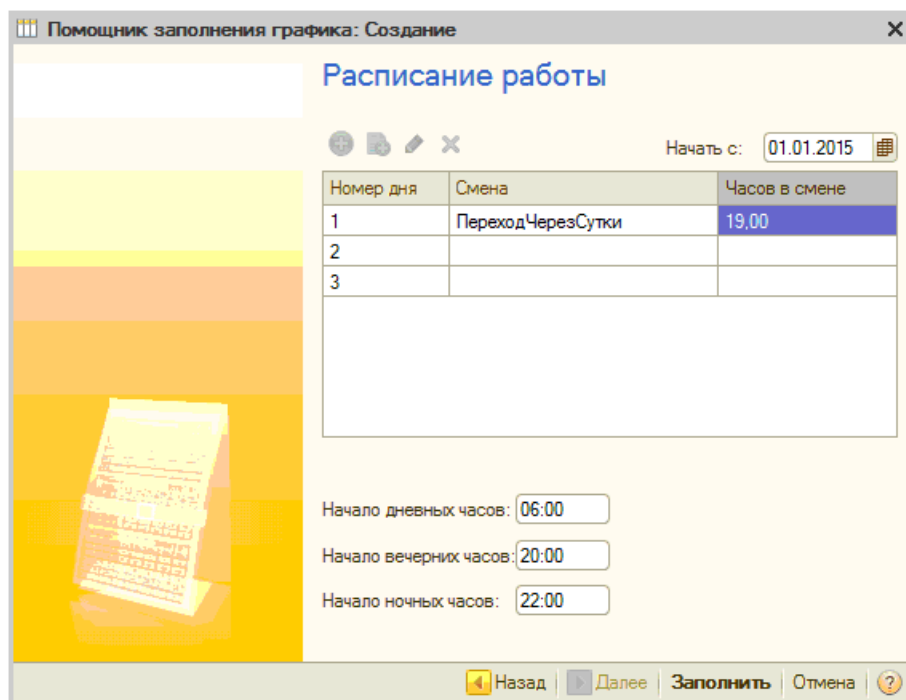 Помощник заполнения графика: Создание
Расписание работы
Начать с: 01.01.2015
Номер дня Смена Часов в смене
1 ПереходЧерезСутки 19,00
2
3
Начало дневных часов: 06:00
Начало вечерних часов: 20:00
Начало ночных часов: 22:00
Назад Далее Заполнить Отмена ?